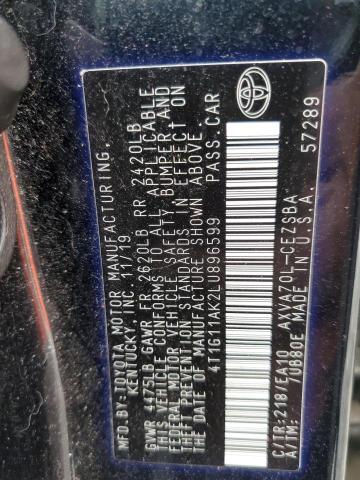 MFD.BY:TOYOTA MOTOR MANUFACTURING,
KENTUCKY, INC. 11/19
GVWR 4475LB GAWR FR 2620LB RR 2420LB
THIS VEHICLE CONFORMS TO ALL APPLICABLE
FEDERAL MOTOR VEHICLE SAFETY, BUMPER, AND
THEFT PREVENTION STANDARDS IN EFFECT ON
THE DATE OF MANUFACTURE SHOWN ABOVE.
4T1G11AK2LU896599 PASS.CAR
C/TR:218/EA10 AXVA70L-CEZSBA
A/TM: /UB80E MADE IN U.S.A. 57289